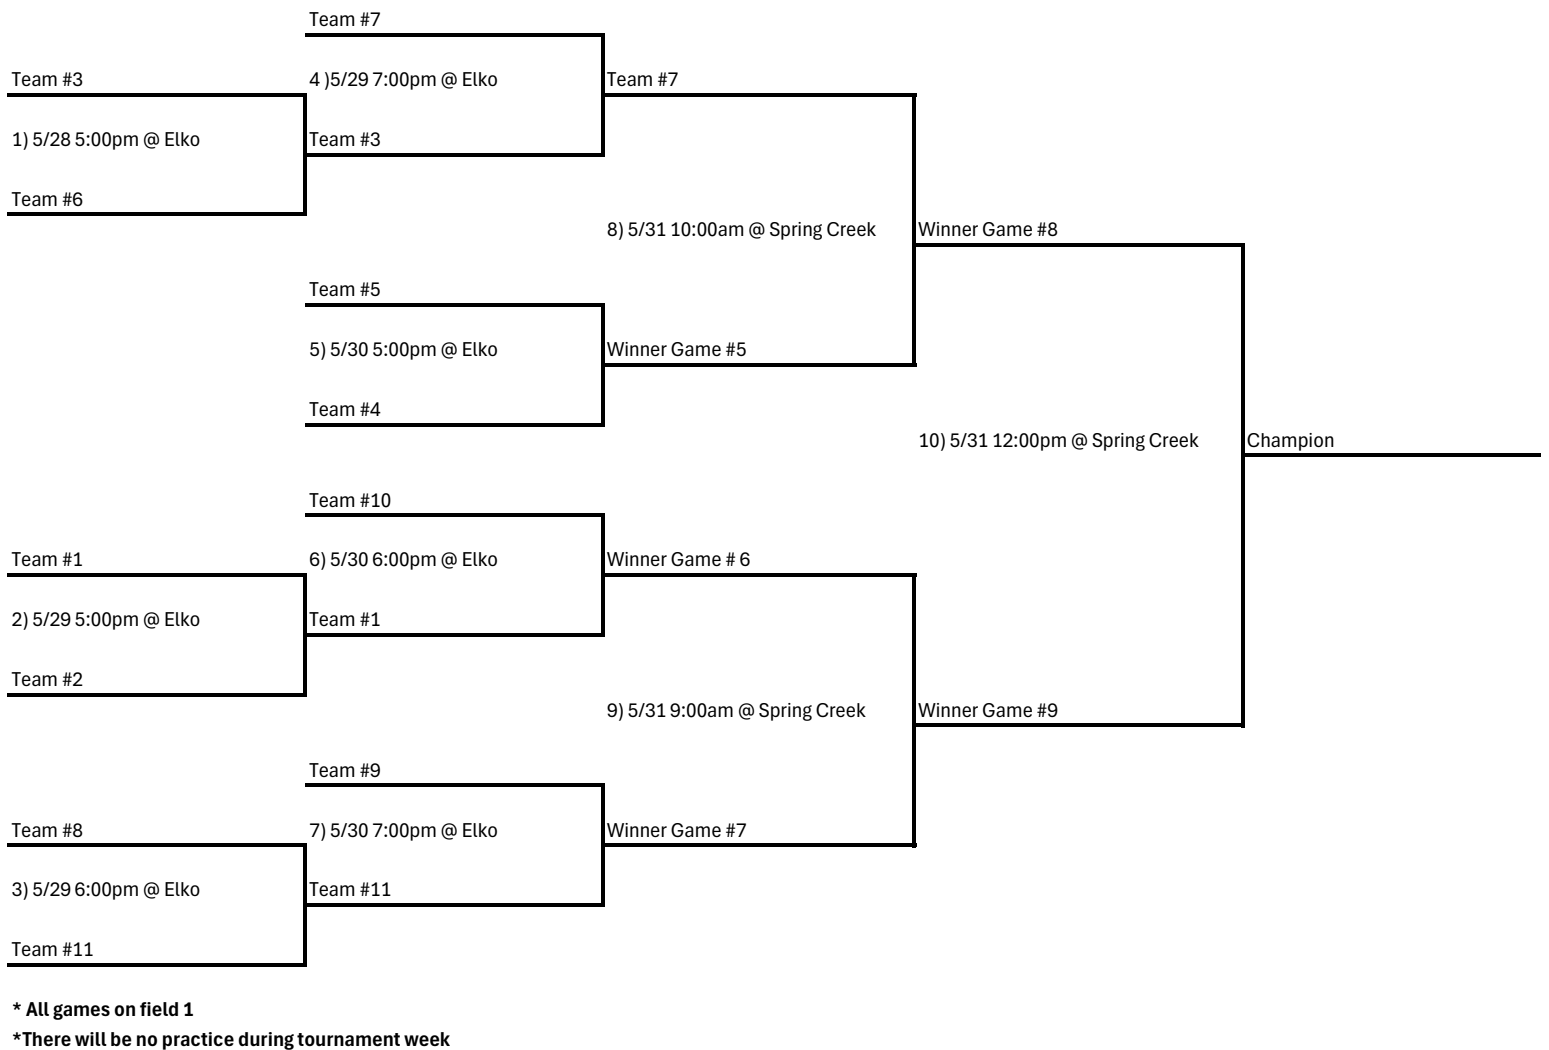 Team #7
Team #3
4 )5/29 7:00pm @ Elko
Team #7
1) 5/28 5:00pm @ Elko
Team #3
Team #6
8) 5/31 10:00am @ Spring Creek
Winner Game #8
Team #5
5) 5/30 5:00pm @ Elko
Winner Game #5
Team #4
10) 5/31 12:00pm @ Spring Creek
Champion
Team #10
Team #1
6) 5/30 6:00pm @ Elko
Winner Game # 6
2) 5/29 5:00pm @ Elko
Team #1
Team #2
9) 5/31 9:00am @ Spring Creek
Winner Game #9
Team #9
Team #8
7) 5/30 7:00pm @ Elko
Winner Game #7
3) 5/29 6:00pm @ Elko
Team #11
Team #11
* All games on field 1
*There will be no practice during tournament week